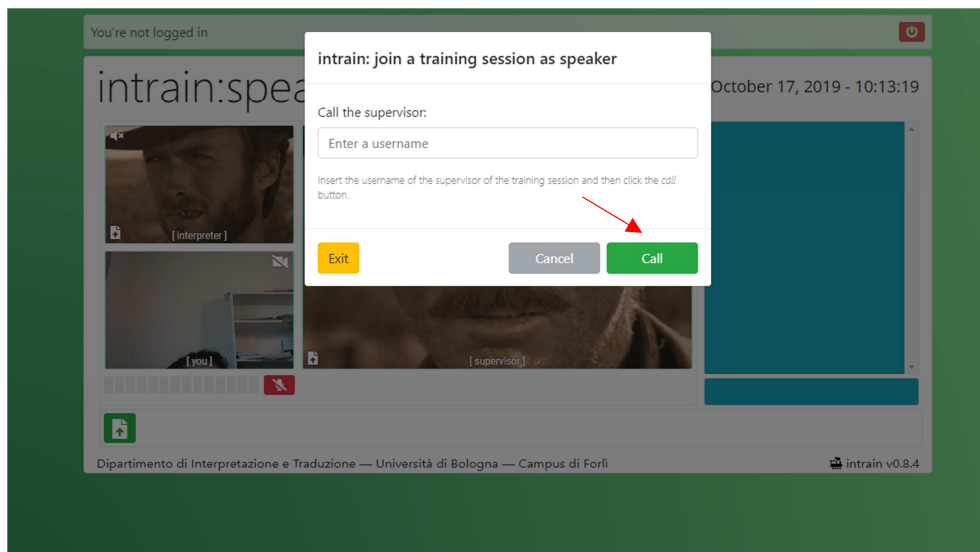 You're not logged in
intrain: join a training session as speaker
intrain:spea
October 17, 2019 - 10:13:19
Call the supervisor:
Enter a username
Insert the username of the supervisor of the training session and then click the call
button.
[ interpreter ]
Exit
Cancel
Call
[ you ]
[ supervisor ]
Dipartimento di Interpretazione e Traduzione — Università di Bologna — Campus di Forlì
intrain v0.8.4